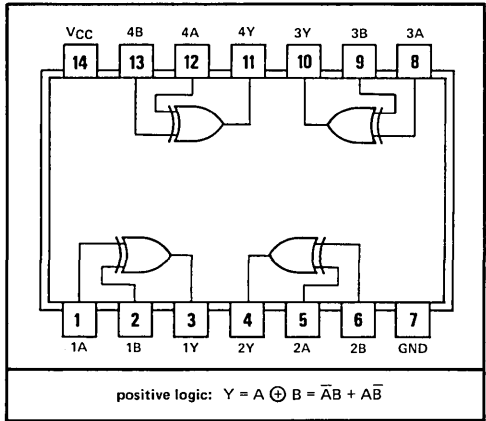 VCC 4B 4A 4Y 3Y 3B 3A
14 13 12 11 10 9 8
1 2 3 4 5 6 7
1A 1B 1Y 2Y 2A 2B GND
positive logic: Y = A ⊕ B = A̅B + AB̅